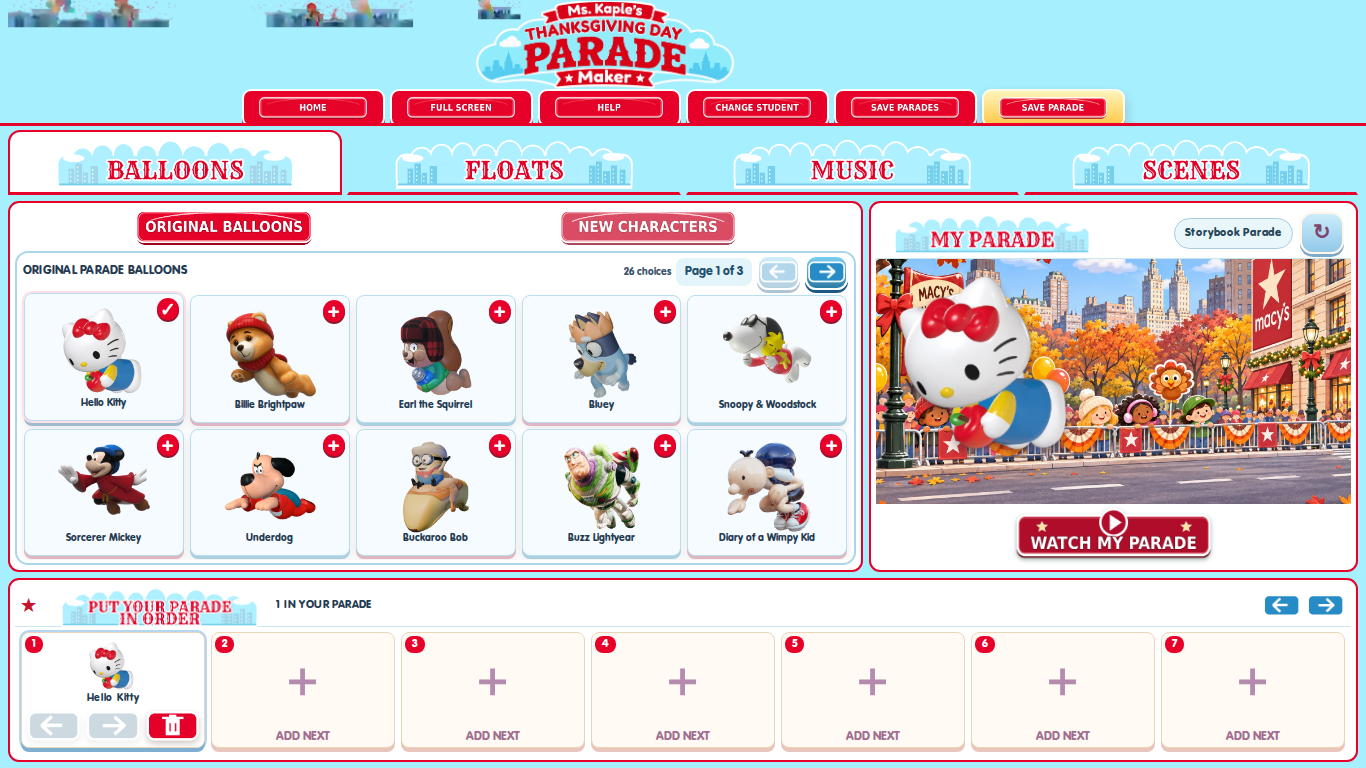 Ms. Kaple's
THANKSGIVING DAY
PARADE
Maker
HOME
FULL SCREEN
HELP
CHANGE STUDENT
SAVE PARADES
SAVE PARADE
BALLOONS
FLOATS
MUSIC
SCENES
ORIGINAL BALLOONS
NEW CHARACTERS
ORIGINAL PARADE BALLOONS
26 choices
Page 1 of 3
Hello Kitty
Billie Brightpaw
Earl the Squirrel
Bluey
Snoopy & Woodstock
Sorcerer Mickey
Underdog
Buckaroo Bob
Buzz Lightyear
Diary of a Wimpy Kid
MY PARADE
Storybook Parade
MACY'S
macy's
WATCH MY PARADE
PUT YOUR PARADE
IN ORDER
1 IN YOUR PARADE
1
Hello Kitty
2
ADD NEXT
3
ADD NEXT
4
ADD NEXT
5
ADD NEXT
6
ADD NEXT
7
ADD NEXT